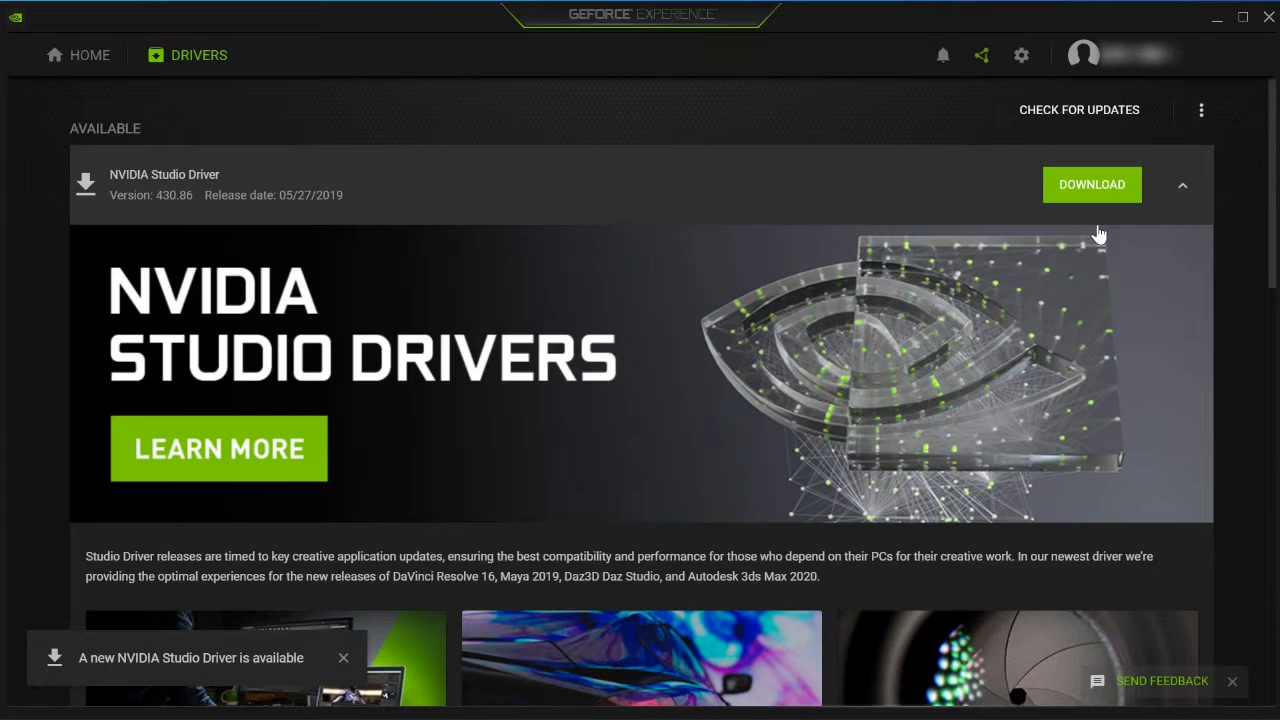 GEFORCE EXPERIENCE
HOME
DRIVERS
CHECK FOR UPDATES
AVAILABLE
NVIDIA Studio Driver
DOWNLOAD
Version: 430.86 Release date: 05/27/2019
NVIDIA
STUDIO DRIVERS
LEARN MORE
Studio Driver releases are timed to key creative application updates, ensuring the best compatibility and performance for those who depend on their PCs for their creative work. In our newest driver we're
providing the optimal experiences for the new releases of DaVinci Resolve 16, Maya 2019, Daz3D Daz Studio, and Autodesk 3ds Max 2020.
A new NVIDIA Studio Driver is available
SEND FEEDBACK